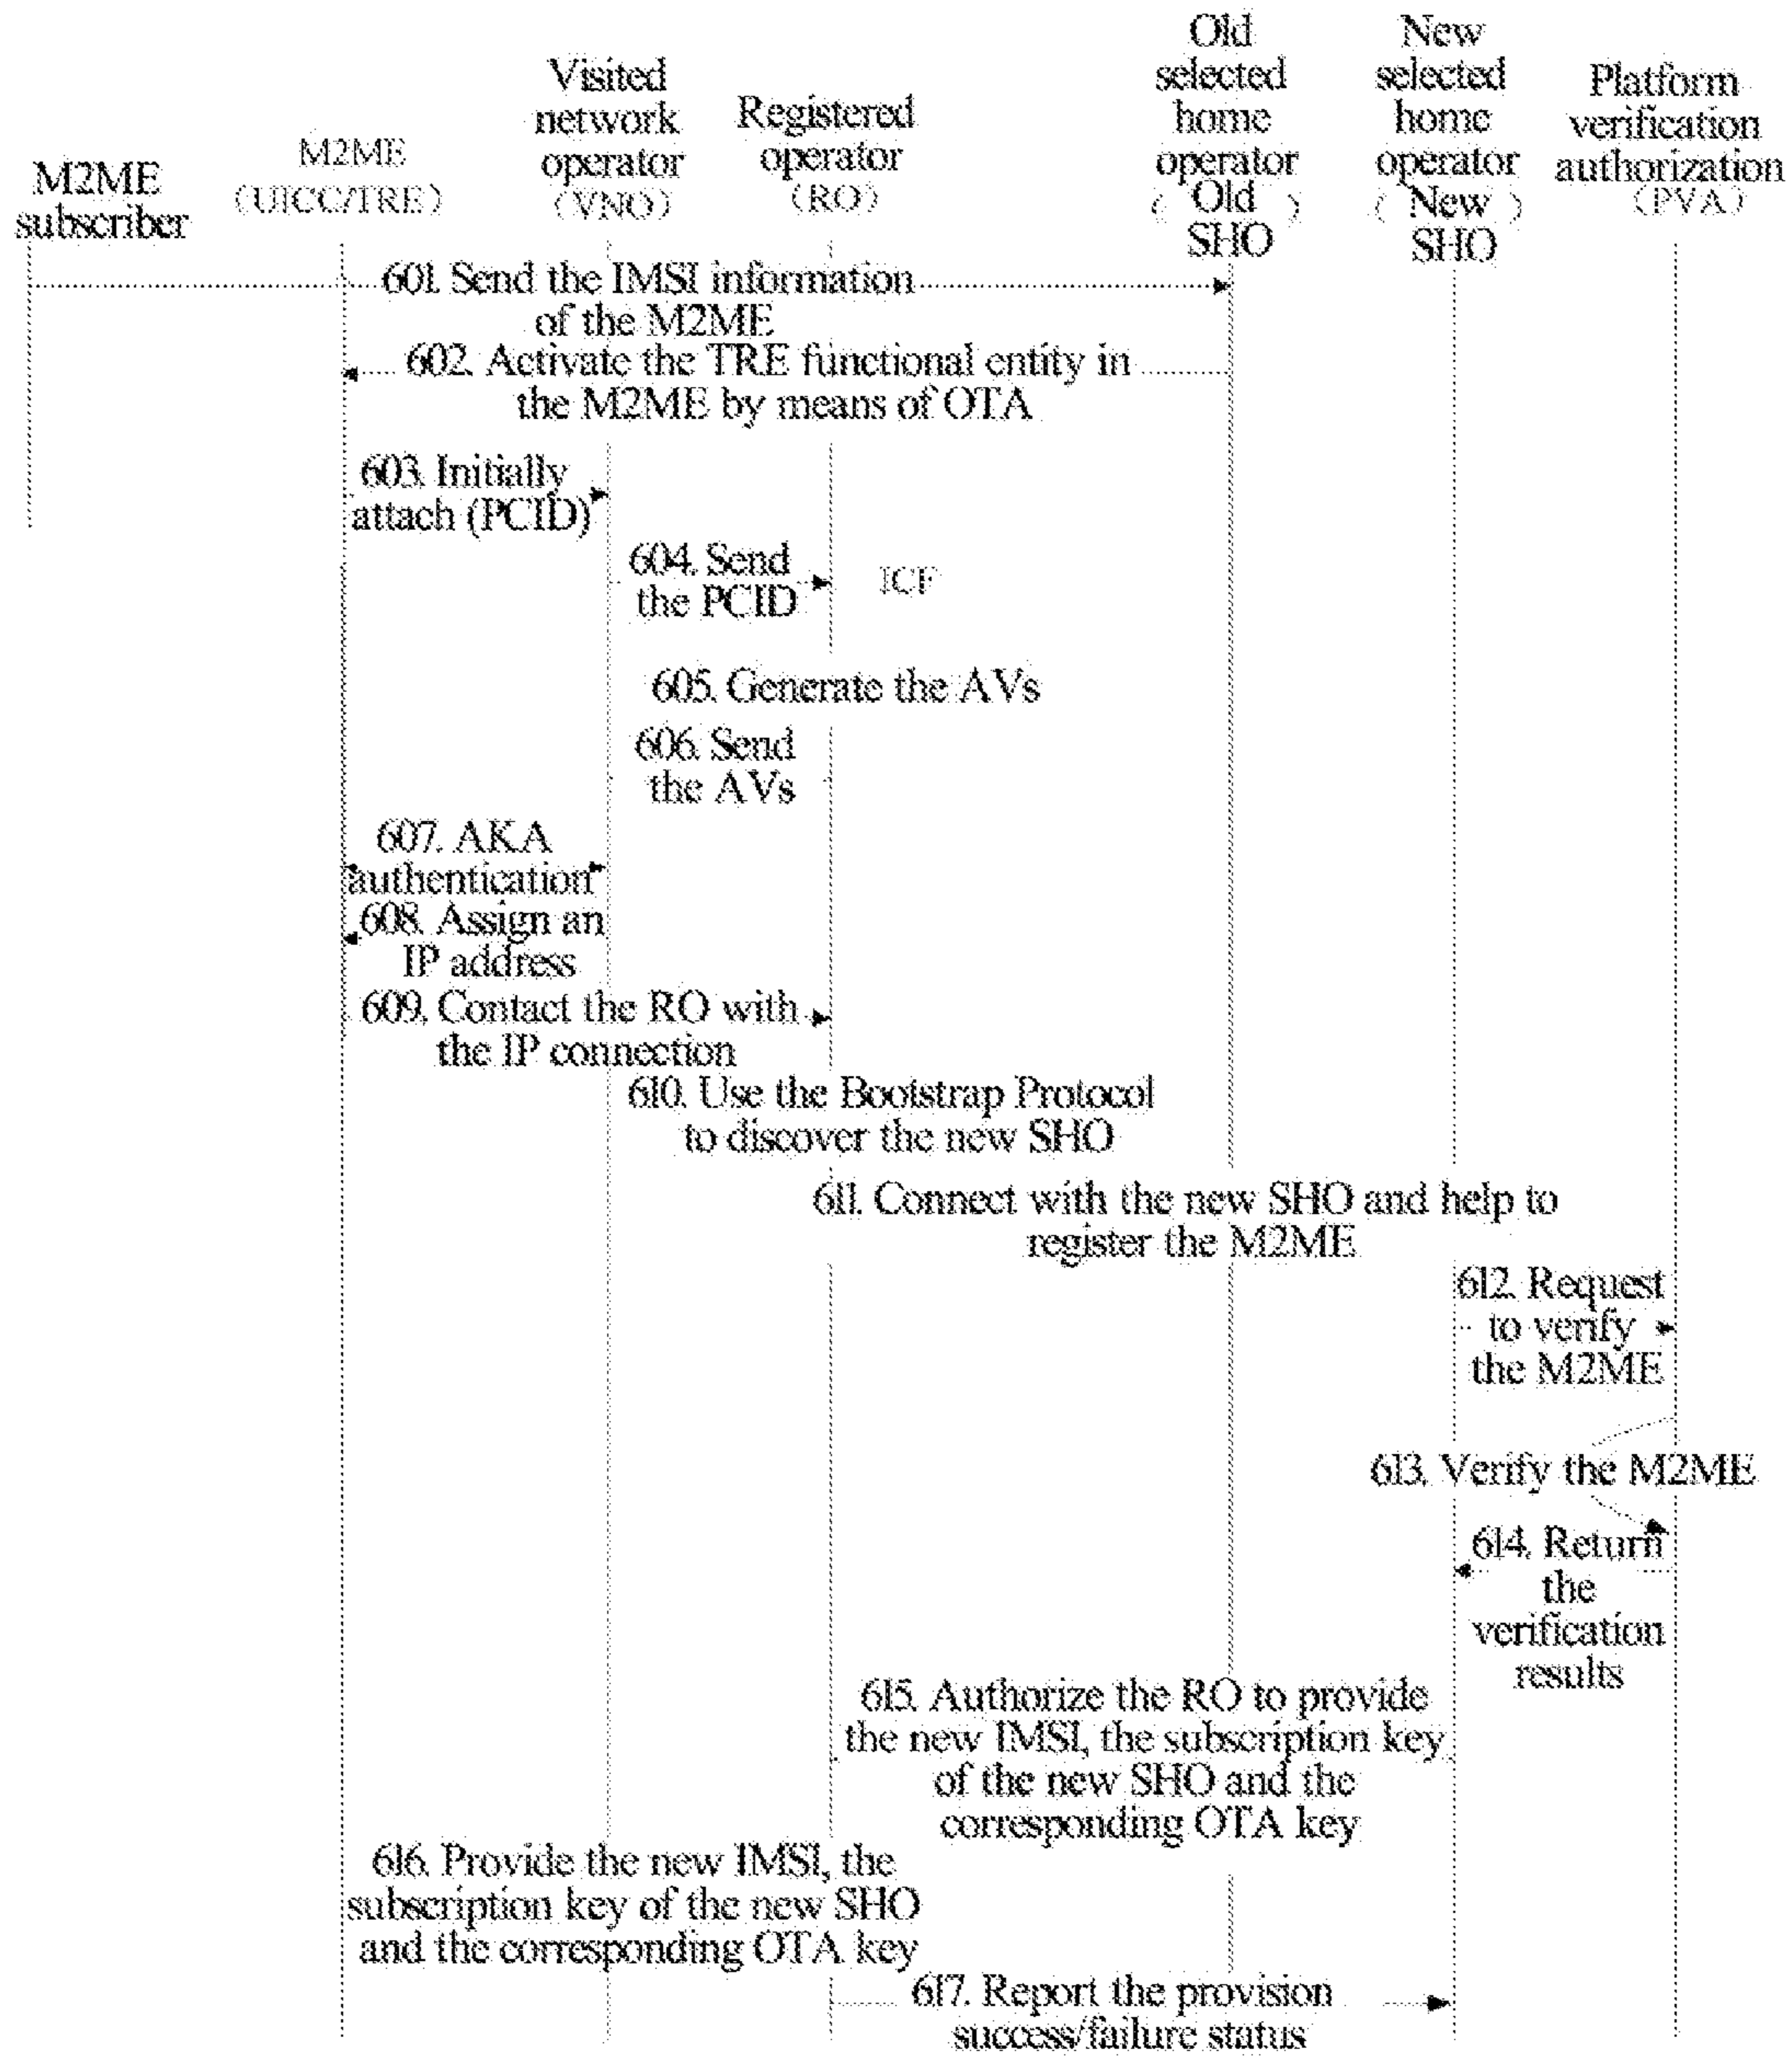 M2ME
subscriber
M2ME
(UICC/TRE)
Visited
network
operator
(VNO)
Registered
operator
(RO)
Old
selected
home
operator
( Old )
SHO
New
selected
home
operator
( New )
SHO
Platform
verification
authorization
(PVA)
601. Send the IMSI information
of the M2ME
602. Activate the TRE functional entity in
the M2ME by means of OTA
603. Initially
attach (PCID)
604. Send
the PCID
ICF
605. Generate the AVs
606. Send
the AVs
607. AKA
authentication
608. Assign an
IP address
609. Contact the RO with
the IP connection
610. Use the Bootstrap Protocol
to discover the new SHO
611. Connect with the new SHO and help to
register the M2ME
612. Request
to verify
the M2ME
613. Verify the M2ME
614. Return
the
verification
results
615. Authorize the RO to provide
the new IMSI, the subscription key
of the new SHO and the
corresponding OTA key
616. Provide the new IMSI, the
subscription key of the new SHO
and the corresponding OTA key
617. Report the provision
success/failure status